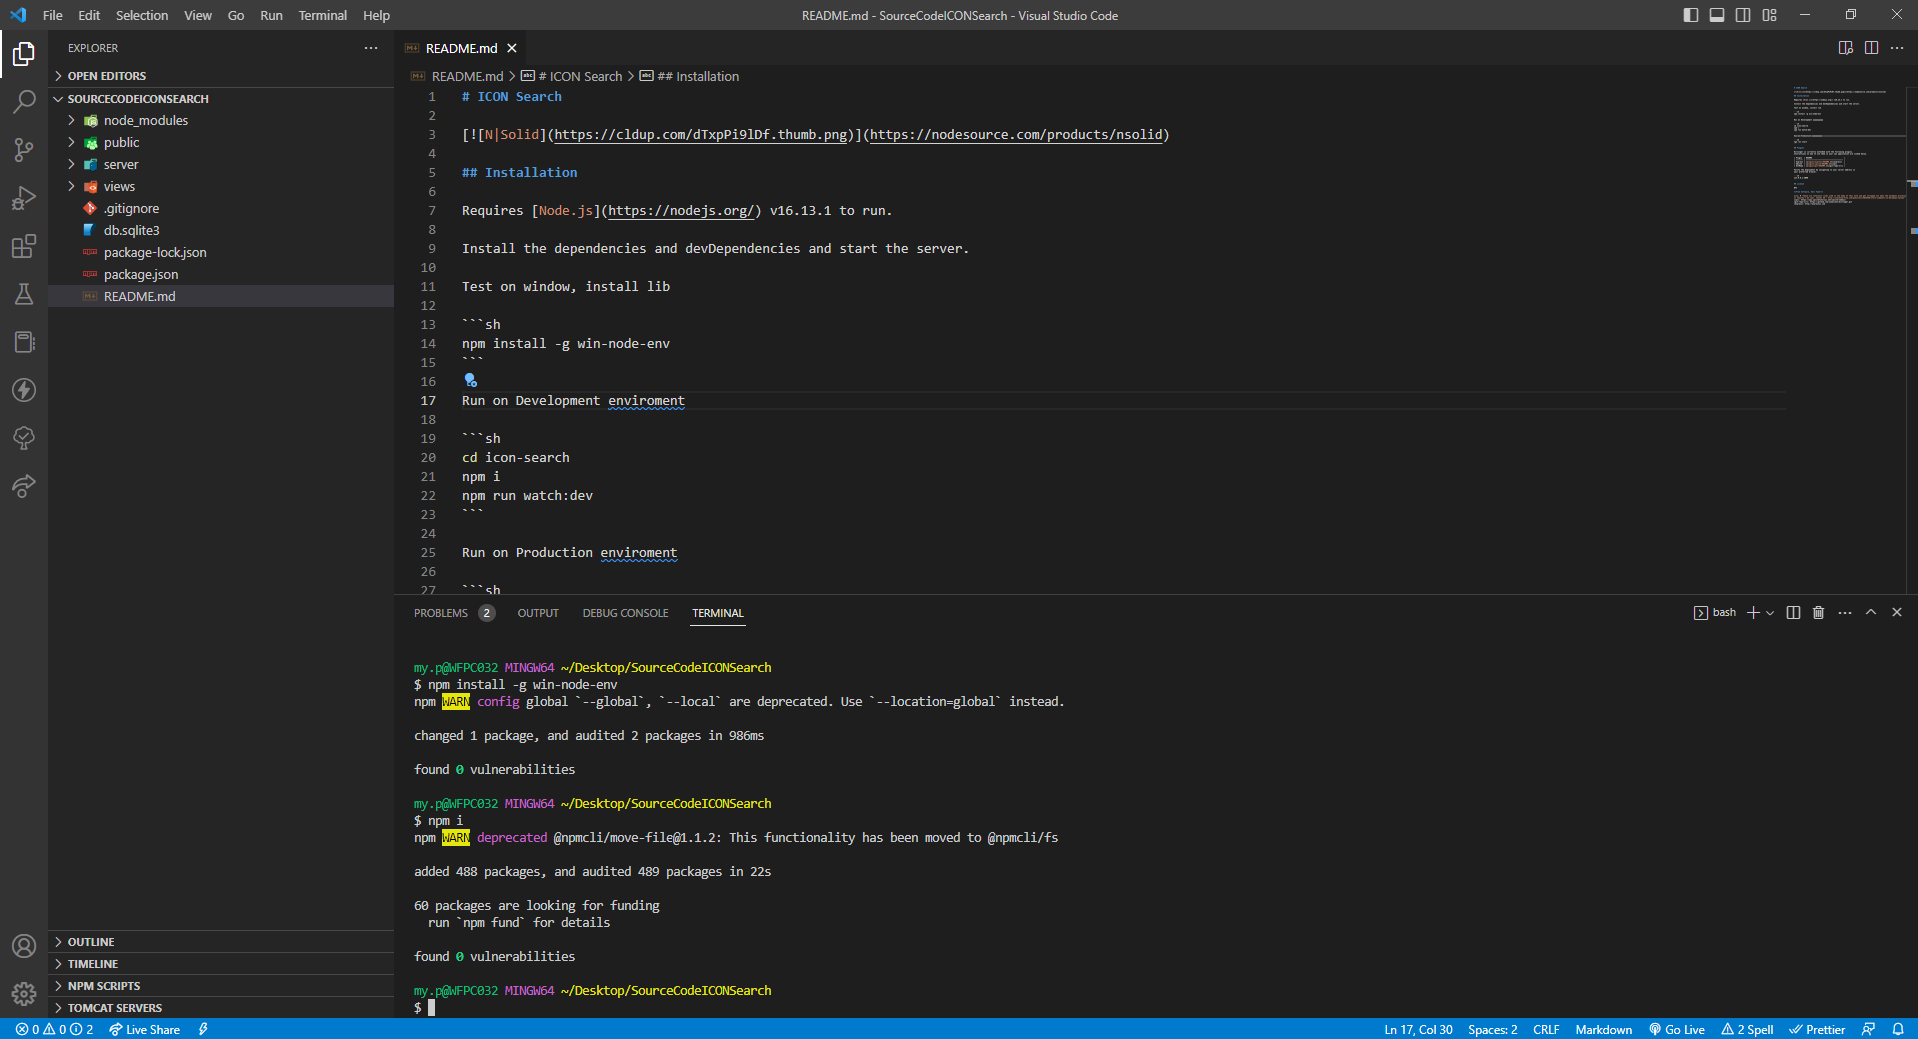 File Edit Selection View Go Run Terminal Help
README.md - SourceCodeICONSearch - Visual Studio Code
EXPLORER
OPEN EDITORS
SOURCECODEICONSEARCH
node_modules
public
server
views
.gitignore
db.sqlite3
package-lock.json
package.json
README.md
OUTLINE
TIMELINE
NPM SCRIPTS
TOMCAT SERVERS
README.md
README.md > # ICON Search > ## Installation
1 # ICON Search
2
3 [![N|Solid](https://cldup.com/dTxpPi9lDf.thumb.png)](https://nodesource.com/products/nsolid)
4
5 ## Installation
6
7 Requires [Node.js](https://nodejs.org/) v16.13.1 to run.
8
9 Install the dependencies and devDependencies and start the server.
10
11 Test on window, install lib
12
13 ```sh
14 npm install -g win-node-env
15 ```
16
17 Run on Development enviroment
18
19 ```sh
20 cd icon-search
21 npm i
22 npm run watch:dev
23 ```
24
25 Run on Production enviroment
26
27 ```sh
PROBLEMS 2 OUTPUT DEBUG CONSOLE TERMINAL
bash
my.p@WFPC032 MINGW64 ~/Desktop/SourceCodeICONSearch
$ npm install -g win-node-env
npm WARN config global `--global`, `--local` are deprecated. Use `--location=global` instead.
changed 1 package, and audited 2 packages in 986ms
found 0 vulnerabilities
my.p@WFPC032 MINGW64 ~/Desktop/SourceCodeICONSearch
$ npm i
npm WARN deprecated @npmcli/move-file@1.1.2: This functionality has been moved to @npmcli/fs
added 488 packages, and audited 489 packages in 22s
60 packages are looking for funding
run `npm fund` for details
found 0 vulnerabilities
my.p@WFPC032 MINGW64 ~/Desktop/SourceCodeICONSearch
$
0 0 2 Live Share
Ln 17, Col 30 Spaces: 2 CRLF Markdown Go Live 2 Spell Prettier